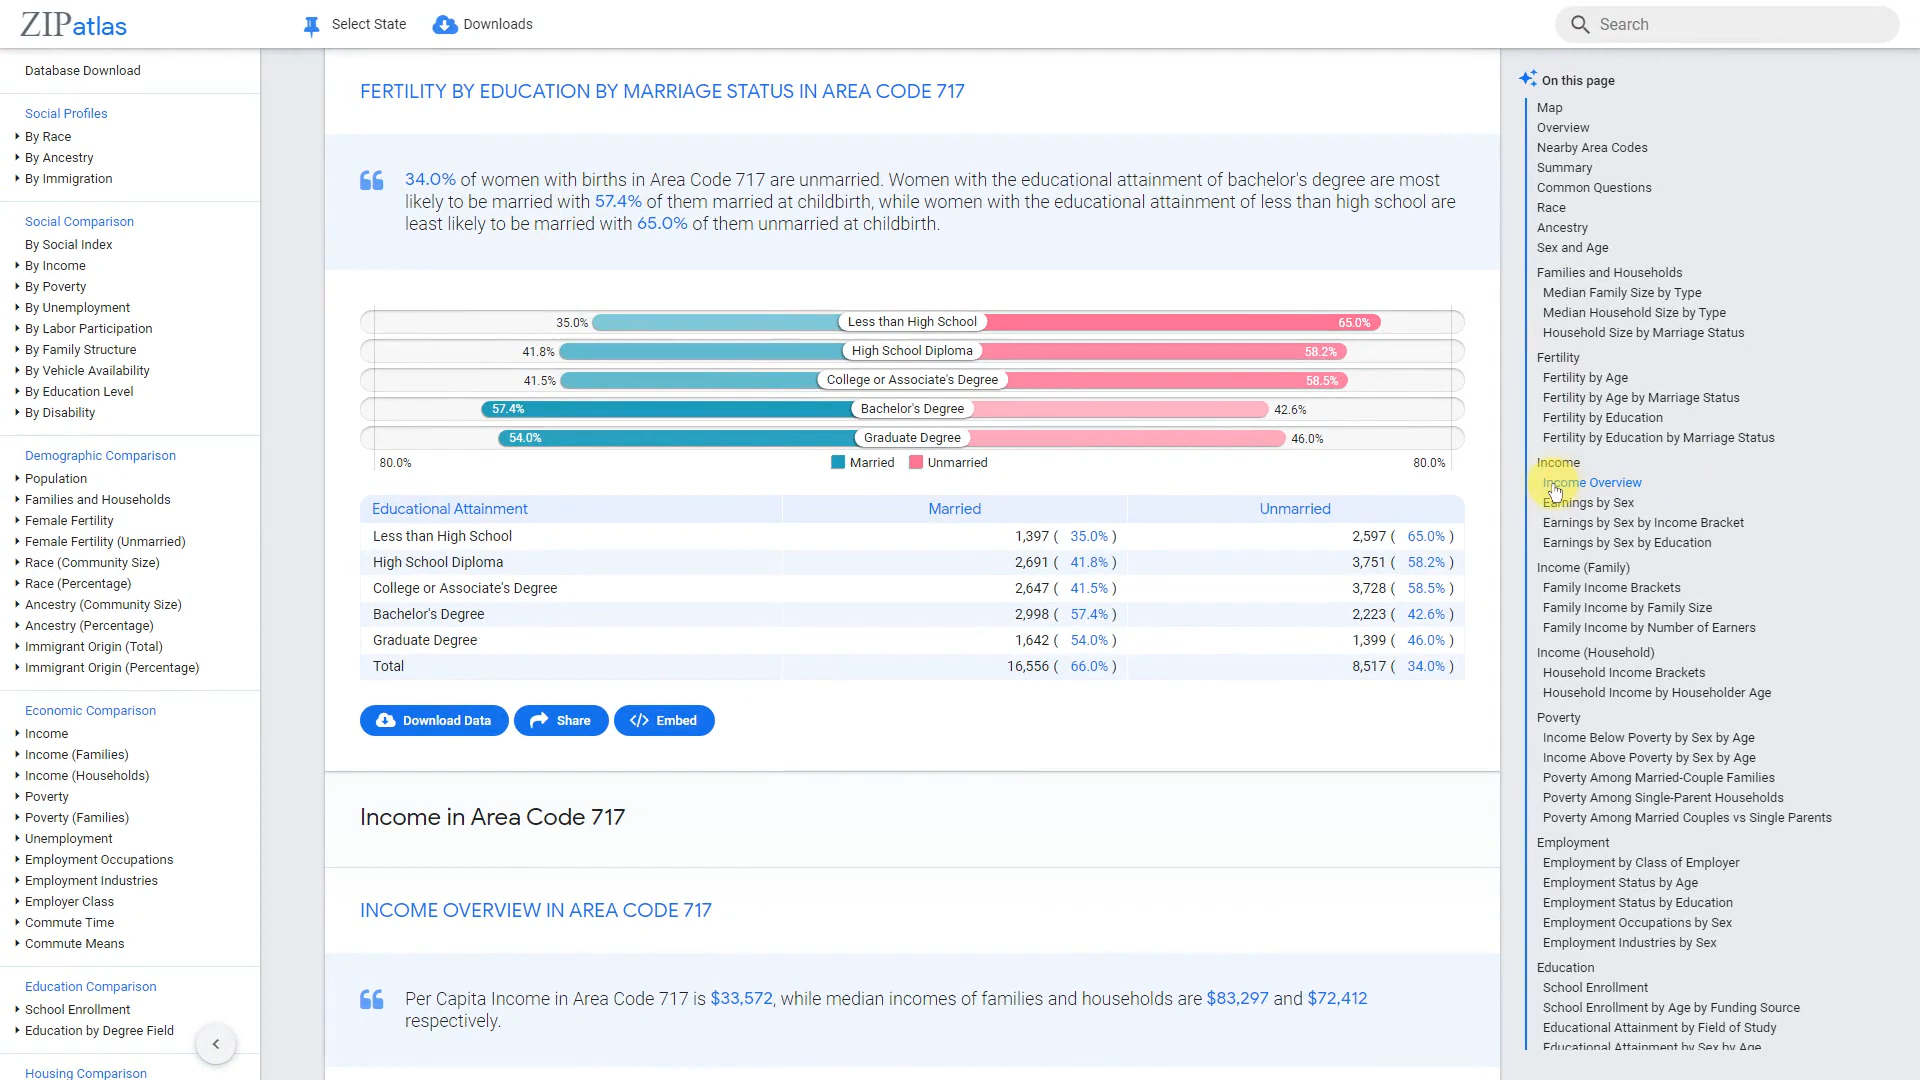 ZIPatlas
Select State
Downloads
Search
Database Download
Social Profiles
By Race
By Ancestry
By Immigration
Social Comparison
By Social Index
By Income
By Poverty
By Unemployment
By Labor Participation
By Family Structure
By Vehicle Availability
By Education Level
By Disability
Demographic Comparison
Population
Families and Households
Female Fertility
Female Fertility (Unmarried)
Race (Community Size)
Race (Percentage)
Ancestry (Community Size)
Ancestry (Percentage)
Immigrant Origin (Total)
Immigrant Origin (Percentage)
Economic Comparison
Income
Income (Families)
Income (Households)
Poverty
Poverty (Families)
Unemployment
Employment Occupations
Employment Industries
Employer Class
Commute Time
Commute Means
Education Comparison
School Enrollment
Education by Degree Field
Housing Comparison
FERTILITY BY EDUCATION BY MARRIAGE STATUS IN AREA CODE 717
34.0% of women with births in Area Code 717 are unmarried. Women with the educational attainment of bachelor's degree are most
likely to be married with 57.4% of them married at childbirth, while women with the educational attainment of less than high school are
least likely to be married with 65.0% of them unmarried at childbirth.
35.0% Less than High School 65.0%
41.8% High School Diploma 58.2%
41.5% College or Associate's Degree 58.5%
57.4% Bachelor's Degree 42.6%
54.0% Graduate Degree 46.0%
80.0% Married Unmarried 80.0%
Educational Attainment Married Unmarried
Less than High School 1,397 ( 35.0% ) 2,597 ( 65.0% )
High School Diploma 2,691 ( 41.8% ) 3,751 ( 58.2% )
College or Associate's Degree 2,647 ( 41.5% ) 3,728 ( 58.5% )
Bachelor's Degree 2,998 ( 57.4% ) 2,223 ( 42.6% )
Graduate Degree 1,642 ( 54.0% ) 1,399 ( 46.0% )
Total 16,556 ( 66.0% ) 8,517 ( 34.0% )
Download Data Share Embed
Income in Area Code 717
INCOME OVERVIEW IN AREA CODE 717
Per Capita Income in Area Code 717 is $33,572, while median incomes of families and households are $83,297 and $72,412
respectively.
On this page
Map
Overview
Nearby Area Codes
Summary
Common Questions
Race
Ancestry
Sex and Age
Families and Households
Median Family Size by Type
Median Household Size by Type
Household Size by Marriage Status
Fertility
Fertility by Age
Fertility by Age by Marriage Status
Fertility by Education
Fertility by Education by Marriage Status
Income
Income Overview
Earnings by Sex
Earnings by Sex by Income Bracket
Earnings by Sex by Education
Income (Family)
Family Income Brackets
Family Income by Family Size
Family Income by Number of Earners
Income (Household)
Household Income Brackets
Household Income by Householder Age
Poverty
Income Below Poverty by Sex by Age
Income Above Poverty by Sex by Age
Poverty Among Married-Couple Families
Poverty Among Single-Parent Households
Poverty Among Married Couples vs Single Parents
Employment
Employment by Class of Employer
Employment Status by Age
Employment Status by Education
Employment Occupations by Sex
Employment Industries by Sex
Education
School Enrollment
School Enrollment by Age by Funding Source
Educational Attainment by Field of Study
Educational Attainment by Sex by Age